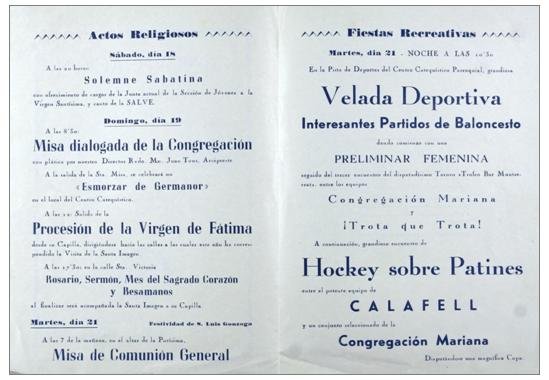 Actos Religiosos
Sábado, día 18
A las 20 horas:
Solemne Sabatina
con ofrecimiento de cargos de la Junta actual de la Sección de Jóvenes a la
Virgen Santísima, y canto de la SALVE.
Domingo, día 19
A las 8'30:
Misa dialogada de la Congregación
con plática por nuestro Director Rvdo. Mn. Juan Tous, Arcipreste
A la salida de la Sta. Misa, se celebrará un
«Esmorzar de Germanor»
en el local del Centro Catequístico.
A las 12: Salida de la
Procesión de la Virgen de Fátima
desde su Capilla, dirigiéndose hacia las calles a las cuales este año ha corres-
pendido la Visita de la Santa Imagen
A las 17'30: en la calle Sta. Victoria
Rosario, Sermón, Mes del Sagrado Corazón
y Besamanos
al finalizar será acompañada la Santa Imagen a su Capilla.
Martes, día 21
Festividad de S. Luis Gonzaga
A las 7 de la mañana, en el altar de la Purísima,
Misa de Comunión General
Fiestas Recreativas
Martes, día 21 - NOCHE A LAS 10'30
En la Pista de Deportes del Centro Catequístico Parroquial, grandiosa
Velada Deportiva
Interesantes Partidos de Baloncesto
dando comienzo con una
PRELIMINAR FEMENINA
seguida del tercer encuentro del disputadísimo Torneo «Trofeo Bar Montse-
rrat», entre los equipos
Congregación Mariana
y
¡Trota que Trota!
A continuación, grandioso encuentro de
Hockey sobre Patines
entre el potente equipo de
CALAFELL
y un conjunto seleccionado de la
Congregación Mariana
Disputándose una magnífica Copa.